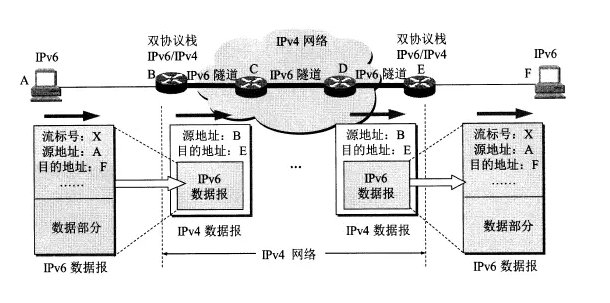 IPv6
双协议栈
IPv6/IPv4
IPv4 网络
双协议栈
IPv6/IPv4
IPv6
A
B
IPv6 隧道
C
IPv6 隧道
D
IPv6 隧道
E
F
流标号：X
源地址：A
目的地址：F
……
数据部分
IPv6 数据报
源地址：B
目的地址：E
IPv6
数据报
IPv4 数据报
…
源地址：B
目的地址：E
IPv6
数据报
IPv4 数据报
流标号：X
源地址：A
目的地址：F
……
数据部分
IPv6 数据报
IPv4 网络